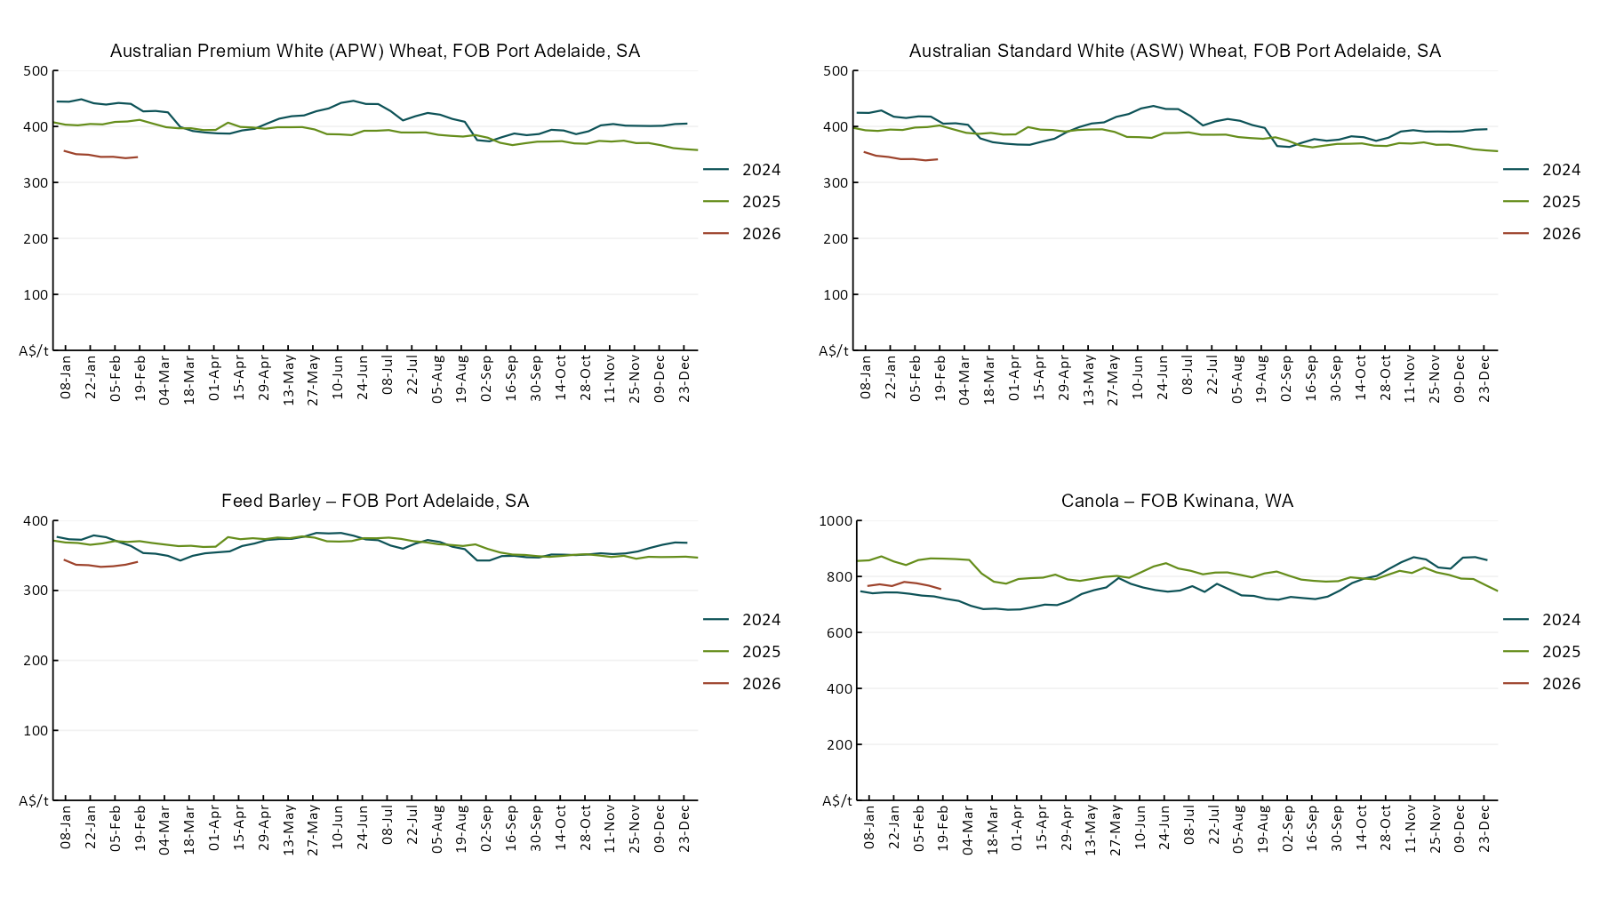 Australian Premium White (APW) Wheat, FOB Port Adelaide, SA
500
400
300
200
100
A$/t
08-Jan 22-Jan 05-Feb 19-Feb 04-Mar 18-Mar 01-Apr 15-Apr 29-Apr 13-May 27-May 10-Jun 24-Jun 08-Jul 22-Jul 05-Aug 19-Aug 02-Sep 16-Sep 30-Sep 14-Oct 28-Oct 11-Nov 25-Nov 09-Dec 23-Dec
2024
2025
2026
Australian Standard White (ASW) Wheat, FOB Port Adelaide, SA
500
400
300
200
100
A$/t
08-Jan 22-Jan 05-Feb 19-Feb 04-Mar 18-Mar 01-Apr 15-Apr 29-Apr 13-May 27-May 10-Jun 24-Jun 08-Jul 22-Jul 05-Aug 19-Aug 02-Sep 16-Sep 30-Sep 14-Oct 28-Oct 11-Nov 25-Nov 09-Dec 23-Dec
2024
2025
2026
Feed Barley – FOB Port Adelaide, SA
400
300
200
100
A$/t
08-Jan 22-Jan 05-Feb 19-Feb 04-Mar 18-Mar 01-Apr 15-Apr 29-Apr 13-May 27-May 10-Jun 24-Jun 08-Jul 22-Jul 05-Aug 19-Aug 02-Sep 16-Sep 30-Sep 14-Oct 28-Oct 11-Nov 25-Nov 09-Dec 23-Dec
2024
2025
2026
Canola – FOB Kwinana, WA
1000
800
600
400
200
A$/t
08-Jan 22-Jan 05-Feb 19-Feb 04-Mar 18-Mar 01-Apr 15-Apr 29-Apr 13-May 27-May 10-Jun 24-Jun 08-Jul 22-Jul 05-Aug 19-Aug 02-Sep 16-Sep 30-Sep 14-Oct 28-Oct 11-Nov 25-Nov 09-Dec 23-Dec
2024
2025
2026